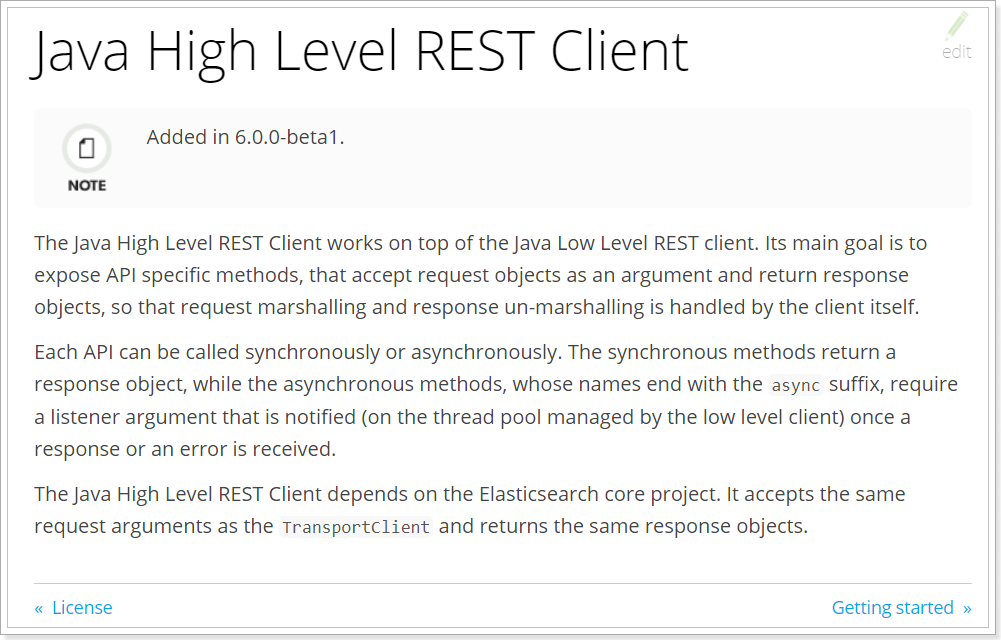 Java High Level REST Client
edit
Added in 6.0.0-beta1.
NOTE
The Java High Level REST Client works on top of the Java Low Level REST client. Its main goal is to
expose API specific methods, that accept request objects as an argument and return response
objects, so that request marshalling and response un-marshalling is handled by the client itself.
Each API can be called synchronously or asynchronously. The synchronous methods return a
response object, while the asynchronous methods, whose names end with the async suffix, require
a listener argument that is notified (on the thread pool managed by the low level client) once a
response or an error is received.
The Java High Level REST Client depends on the Elasticsearch core project. It accepts the same
request arguments as the TransportClient and returns the same response objects.
« License
Getting started »